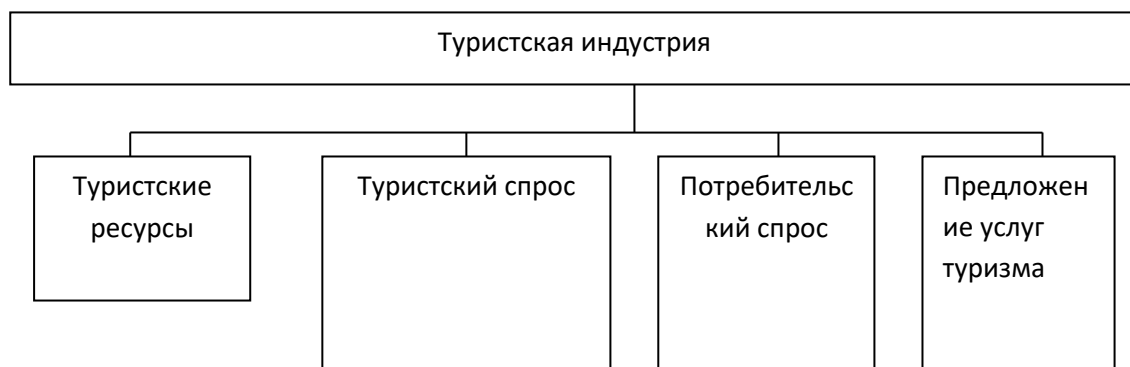 Туристская индустрия
Туристские
ресурсы
Туристский спрос
Потребительс
кий спрос
Предложен
ие услуг
туризма